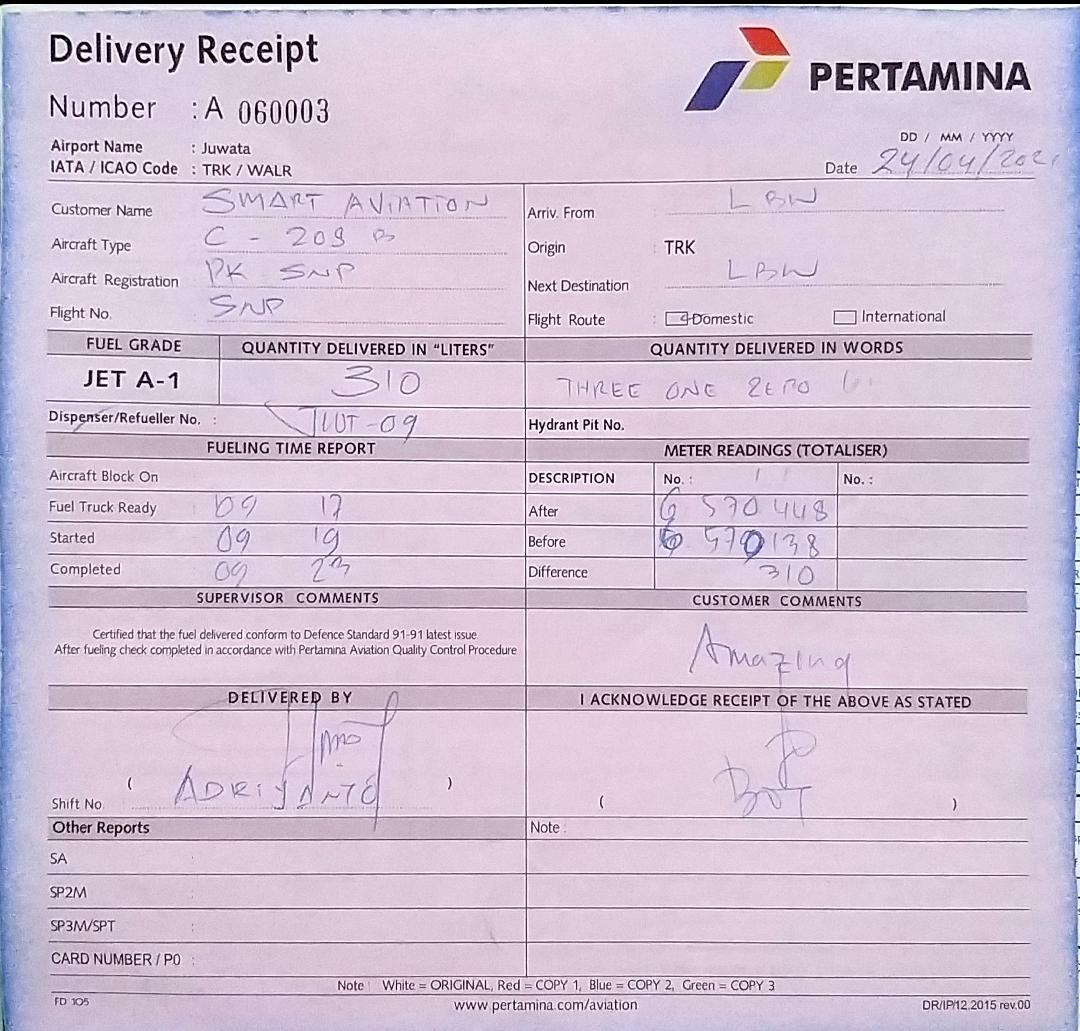 Delivery Receipt
PERTAMINA
Number : A 060003
DD / MM / YYYY
Airport Name : Juwata
IATA / ICAO Code : TRK / WALR
Date 24/04/202
Customer Name SMART AVIATION
Arriv. From : LBW
Aircraft Type C - 208 B
Origin : TRK
Aircraft Registration PK SNP
Next Destination LBW
Flight No. SNP
Flight Route : Domestic International
FUEL GRADE QUANTITY DELIVERED IN "LITERS" QUANTITY DELIVERED IN WORDS
JET A-1 310 THREE ONE ZERO
Dispenser/Refueller No. : JWT-09
Hydrant Pit No.
FUELING TIME REPORT METER READINGS (TOTALISER)
Aircraft Block On DESCRIPTION No. : No. :
Fuel Truck Ready 09 17 After 6 570 448
Started 09 19 Before 6 570 138
Completed 09 23 Difference 310
SUPERVISOR COMMENTS CUSTOMER COMMENTS
Certified that the fuel delivered conform to Defence Standard 91-91 latest issue
After fueling check completed in accordance with Pertamina Aviation Quality Control Procedure
Amazing
DELIVERED BY I ACKNOWLEDGE RECEIPT OF THE ABOVE AS STATED
( ADRIYANTO )
Shift No.
( )
Other Reports Note :
SA :
SP2M :
SP3M/SPT :
CARD NUMBER / PO :
Note : White = ORIGINAL, Red = COPY 1, Blue = COPY 2, Green = COPY 3
FD 105 www.pertamina.com/aviation DR/IP/12.2015 rev.00